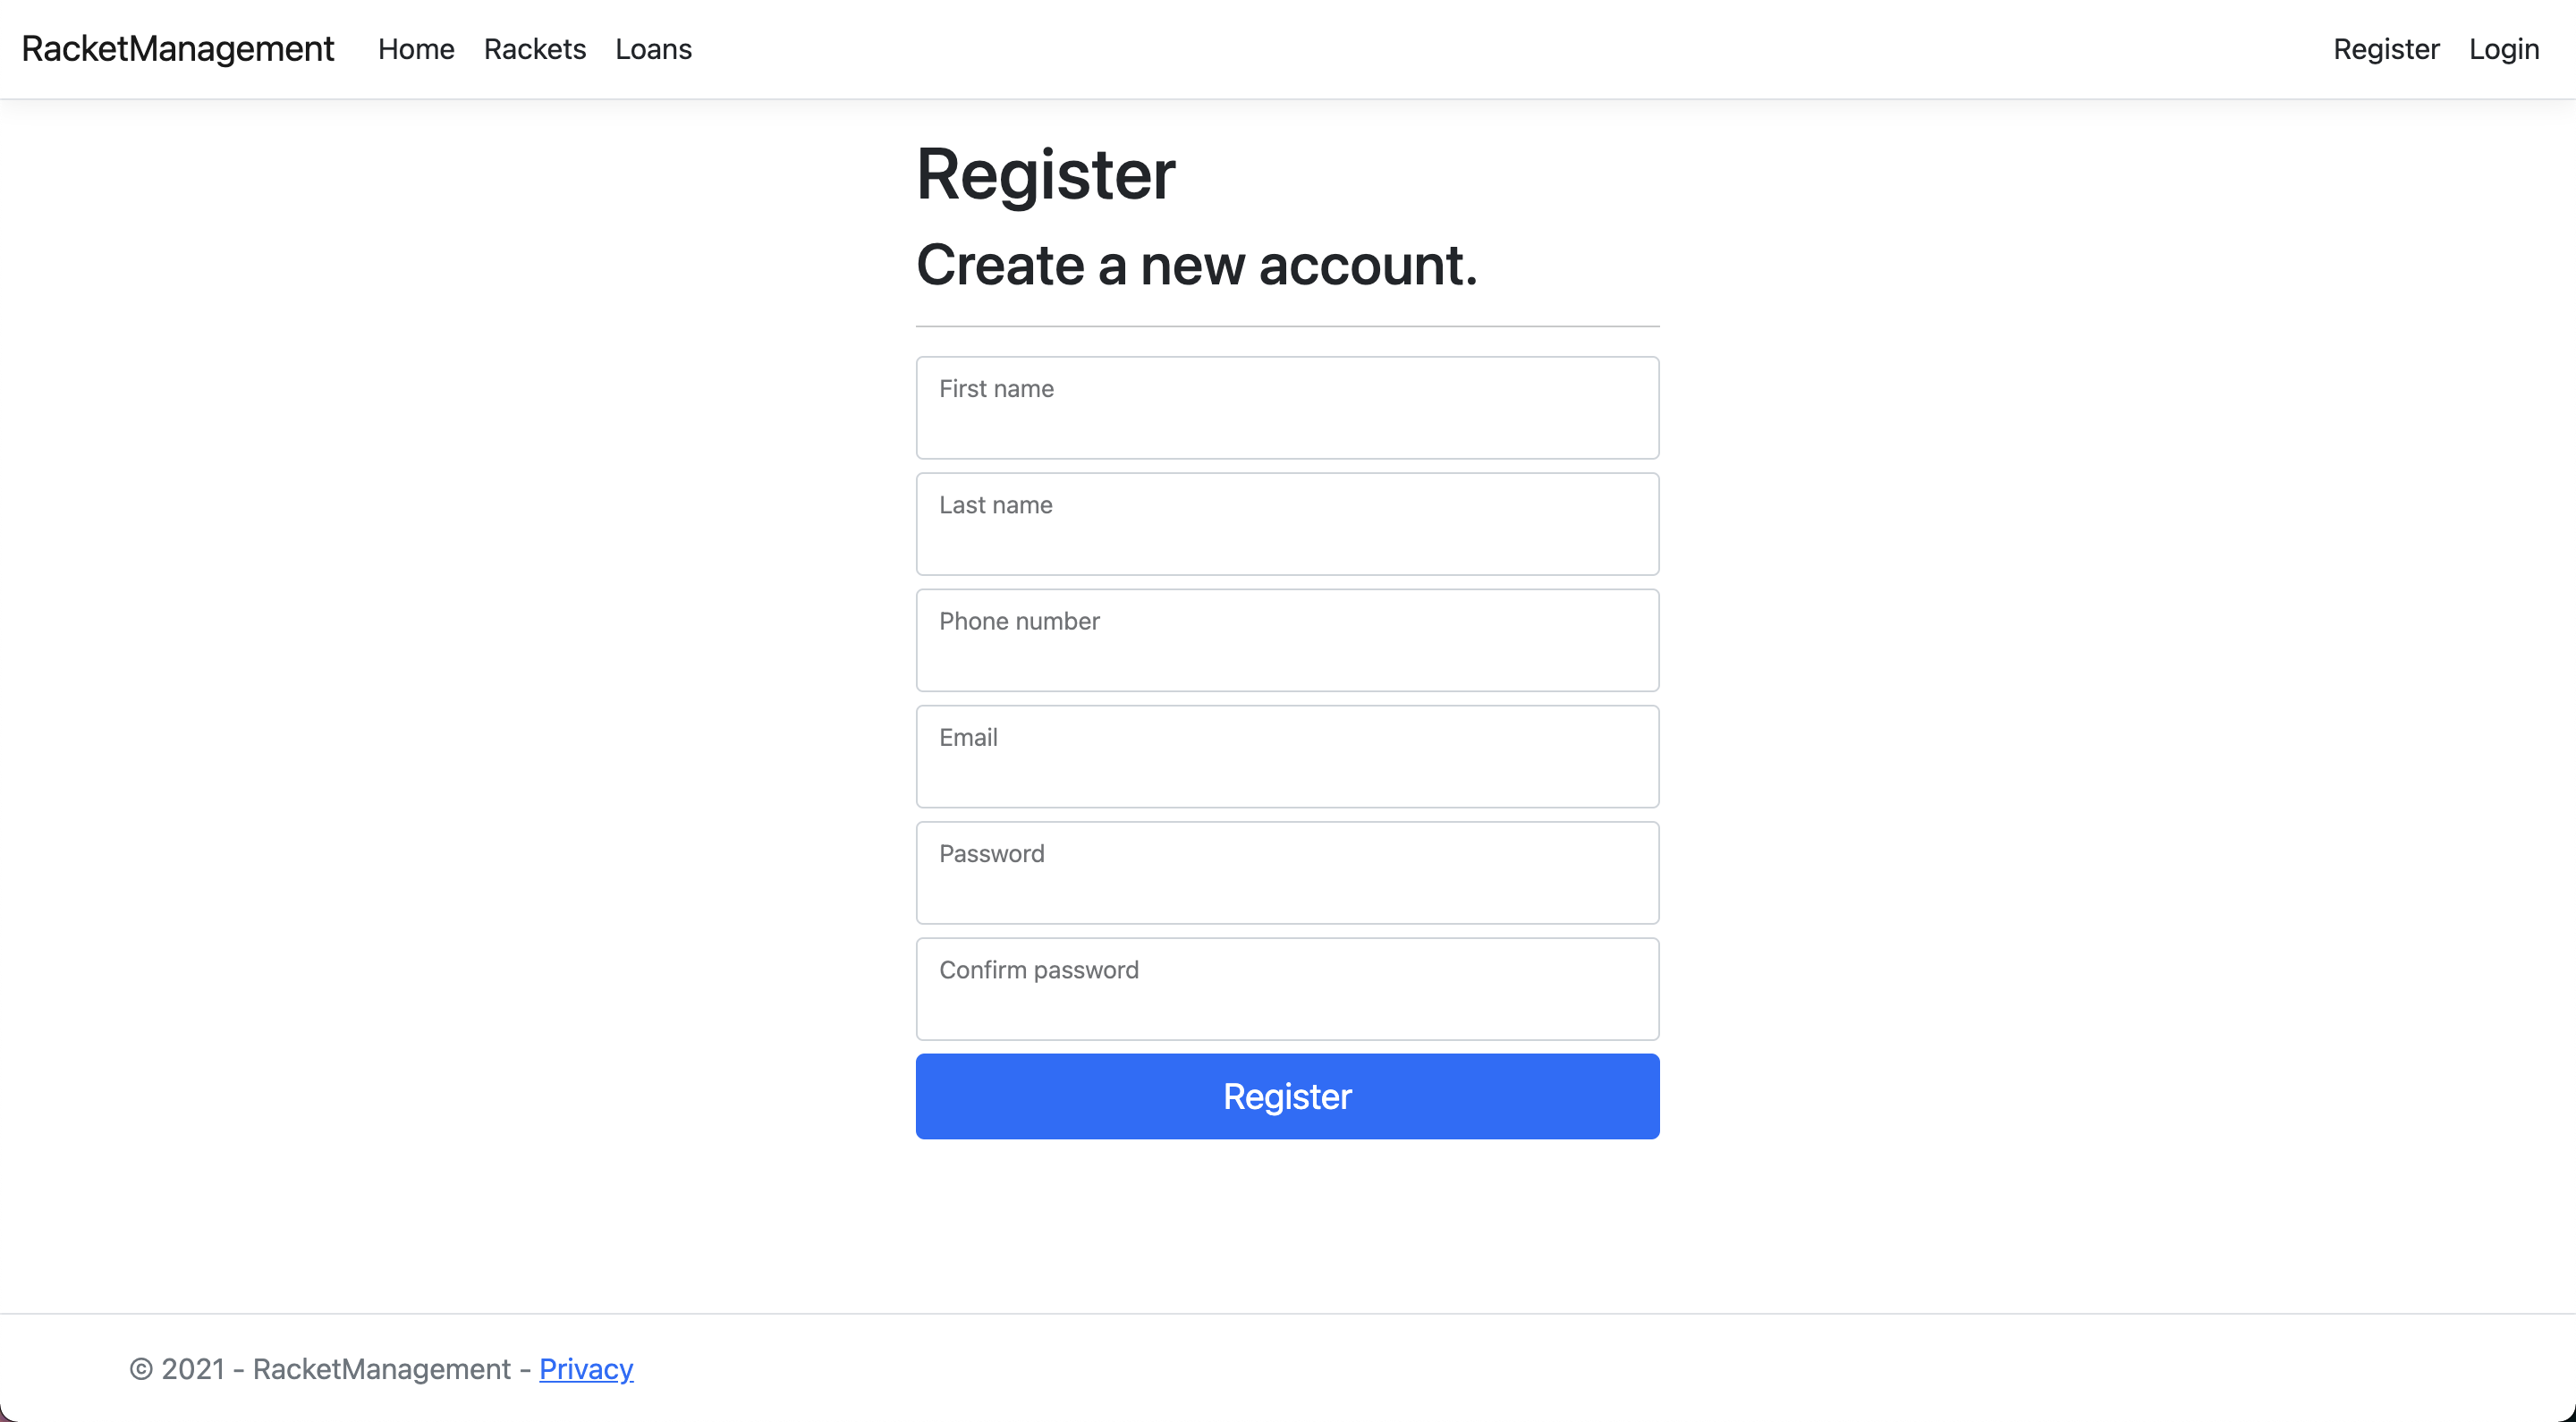 RacketManagement Home Rackets Loans Register Login
Register
Create a new account.
First name
Last name
Phone number
Email
Password
Confirm password
Register
© 2021 - RacketManagement - Privacy